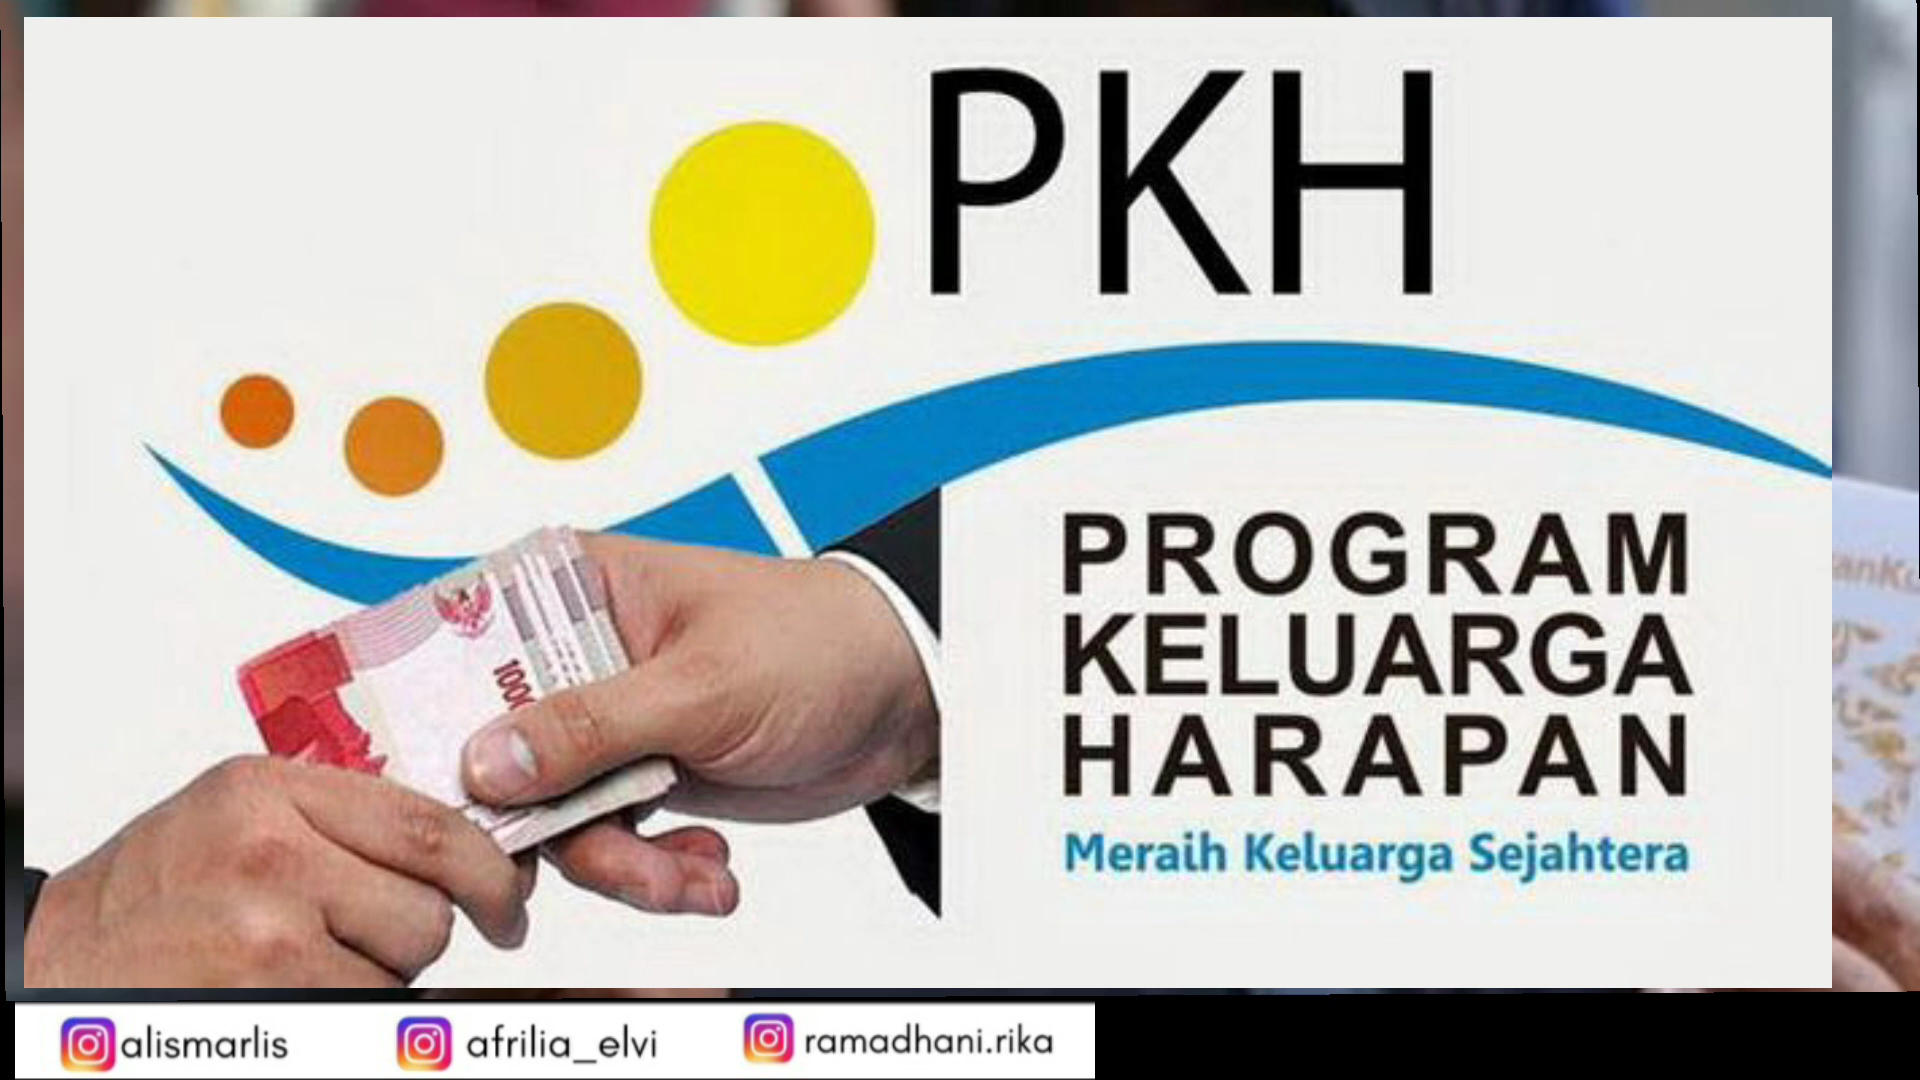 PKH
PROGRAM
KELUARGA
HARAPAN
Meraih Keluarga Sejahtera
alismarlis
afrilia_elvi
ramadhani.rika